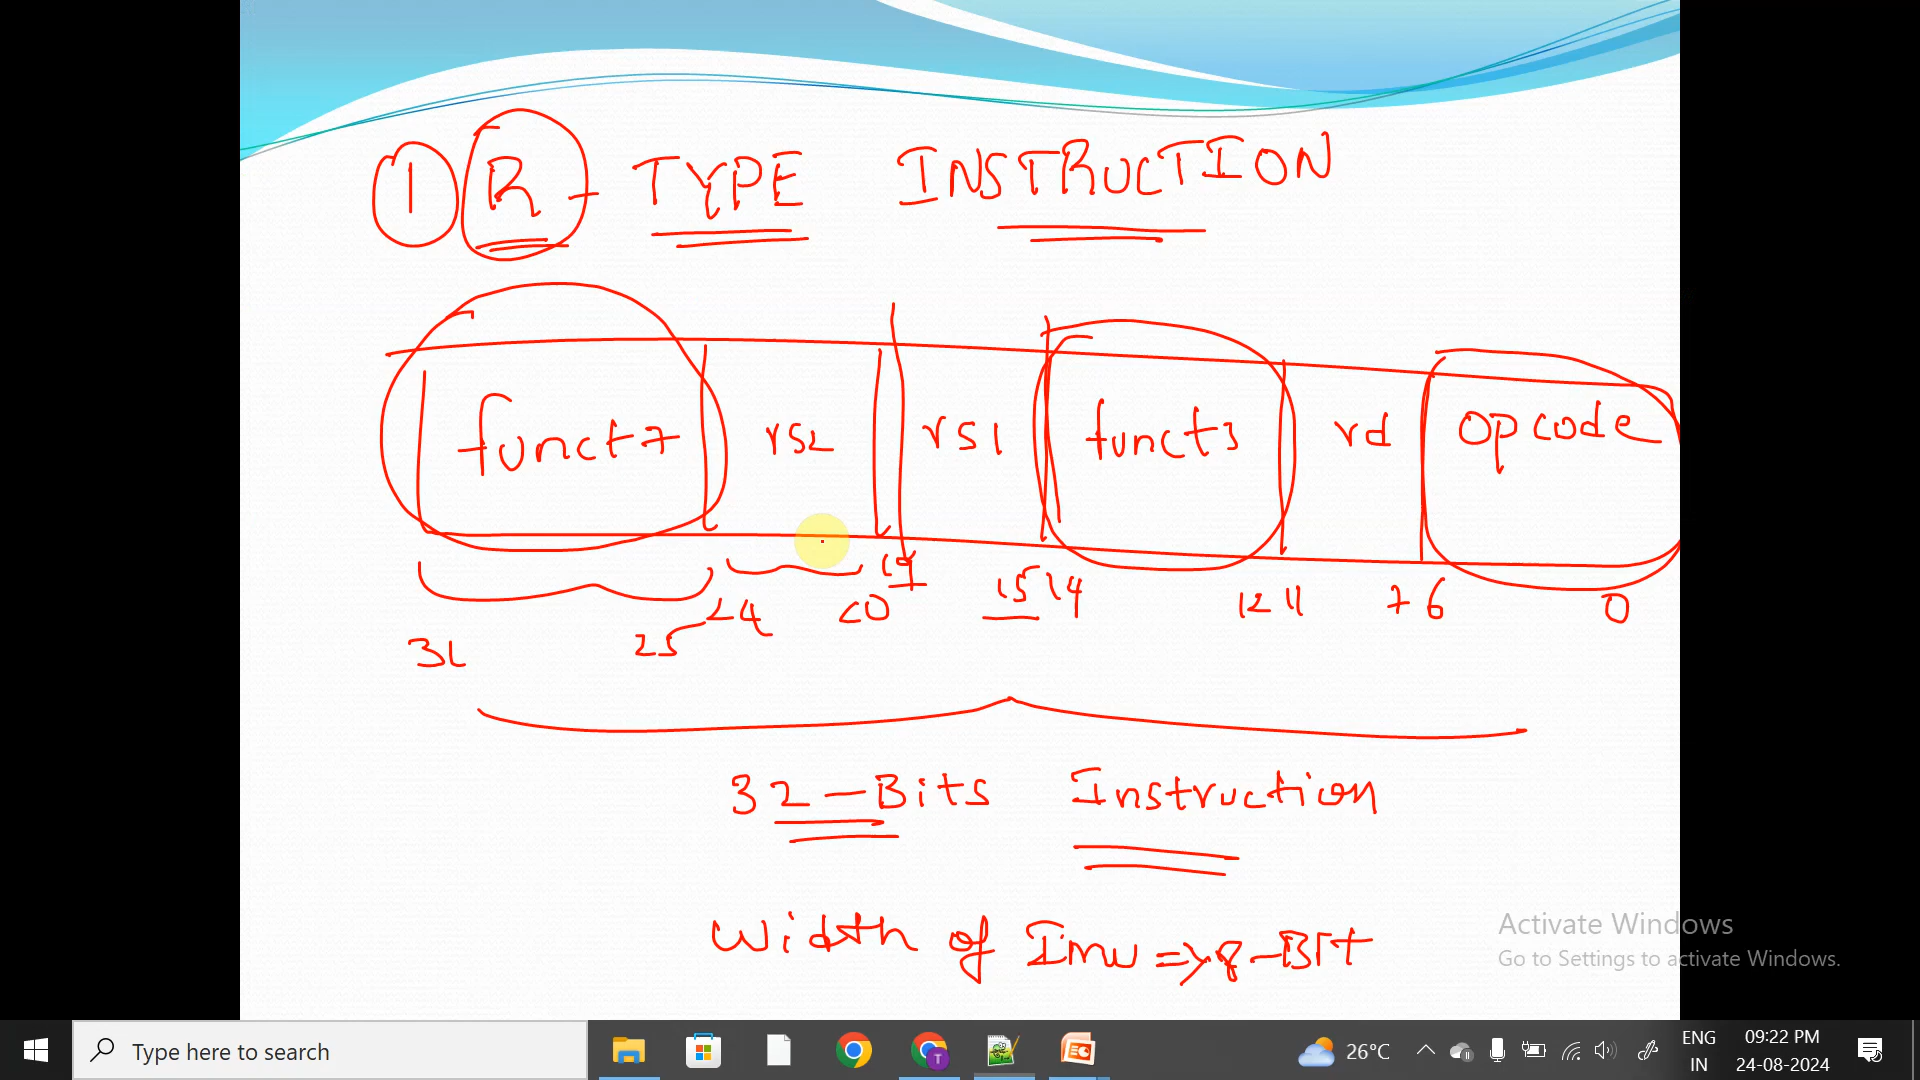 1 R - TYPE INSTRUCTION
funct7 rs2 rs1 funct3 rd opcode
31 25 24 20 19 15 14 12 11 7 6 0
32-Bits Instruction
Width of Imw => 8-BIT
Activate Windows
Go to Settings to activate Windows.
Type here to search
26°C
ENG
IN
09:22 PM
24-08-2024